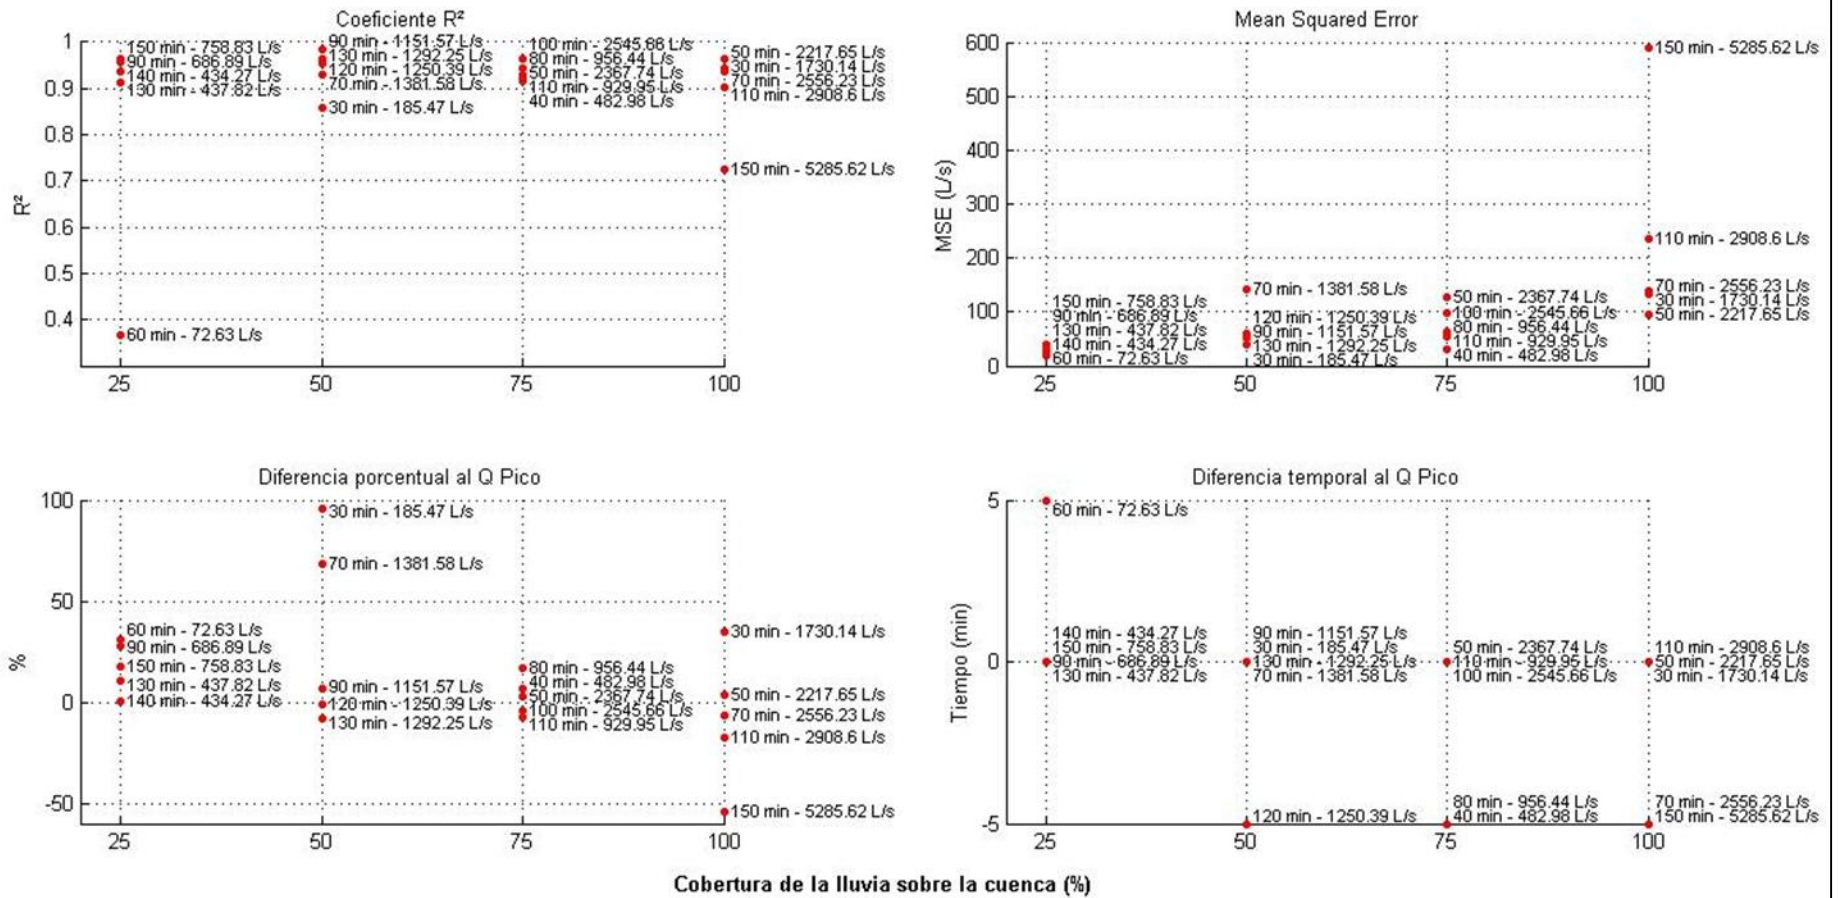 Coeficiente R²
R²
1
0.9
0.8
0.7
0.6
0.5
0.4
150 min - 758.83 L/s
90 min - 686.89 L/s
140 min - 434.27 L/s
130 min - 437.82 L/s
60 min - 72.63 L/s
90 min - 1151.57 L/s
130 min - 1292.25 L/s
120 min - 1250.39 L/s
70 min - 1381.58 L/s
30 min - 185.47 L/s
100 min - 2545.66 L/s
80 min - 956.44 L/s
50 min - 2367.74 L/s
110 min - 929.95 L/s
40 min - 482.98 L/s
50 min - 2217.65 L/s
30 min - 1730.14 L/s
70 min - 2556.23 L/s
110 min - 2908.6 L/s
150 min - 5285.62 L/s
25 50 75 100
Mean Squared Error
MSE (L/s)
600
500
400
300
200
100
0
150 min - 758.83 L/s
90 min - 686.89 L/s
130 min - 437.82 L/s
140 min - 434.27 L/s
60 min - 72.63 L/s
70 min - 1381.58 L/s
120 min - 1250.39 L/s
90 min - 1151.57 L/s
130 min - 1292.25 L/s
30 min - 185.47 L/s
50 min - 2367.74 L/s
100 min - 2545.66 L/s
80 min - 956.44 L/s
110 min - 929.95 L/s
40 min - 482.98 L/s
150 min - 5285.62 L/s
110 min - 2908.6 L/s
70 min - 2556.23 L/s
30 min - 1730.14 L/s
50 min - 2217.65 L/s
25 50 75 100
Diferencia porcentual al Q Pico
%
100
50
0
-50
60 min - 72.63 L/s
90 min - 686.89 L/s
150 min - 758.83 L/s
130 min - 437.82 L/s
140 min - 434.27 L/s
30 min - 185.47 L/s
70 min - 1381.58 L/s
90 min - 1151.57 L/s
120 min - 1250.39 L/s
130 min - 1292.25 L/s
80 min - 956.44 L/s
40 min - 482.98 L/s
50 min - 2367.74 L/s
100 min - 2545.66 L/s
110 min - 929.95 L/s
30 min - 1730.14 L/s
50 min - 2217.65 L/s
70 min - 2556.23 L/s
110 min - 2908.6 L/s
150 min - 5285.62 L/s
25 50 75 100
Diferencia temporal al Q Pico
Tiempo (min)
5
0
-5
60 min - 72.63 L/s
140 min - 434.27 L/s
150 min - 758.83 L/s
90 min - 686.89 L/s
130 min - 437.82 L/s
90 min - 1151.57 L/s
30 min - 185.47 L/s
130 min - 1292.25 L/s
70 min - 1381.58 L/s
120 min - 1250.39 L/s
50 min - 2367.74 L/s
110 min - 929.95 L/s
100 min - 2545.66 L/s
80 min - 956.44 L/s
40 min - 482.98 L/s
110 min - 2908.6 L/s
50 min - 2217.65 L/s
30 min - 1730.14 L/s
70 min - 2556.23 L/s
150 min - 5285.62 L/s
25 50 75 100
Cobertura de la lluvia sobre la cuenca (%)